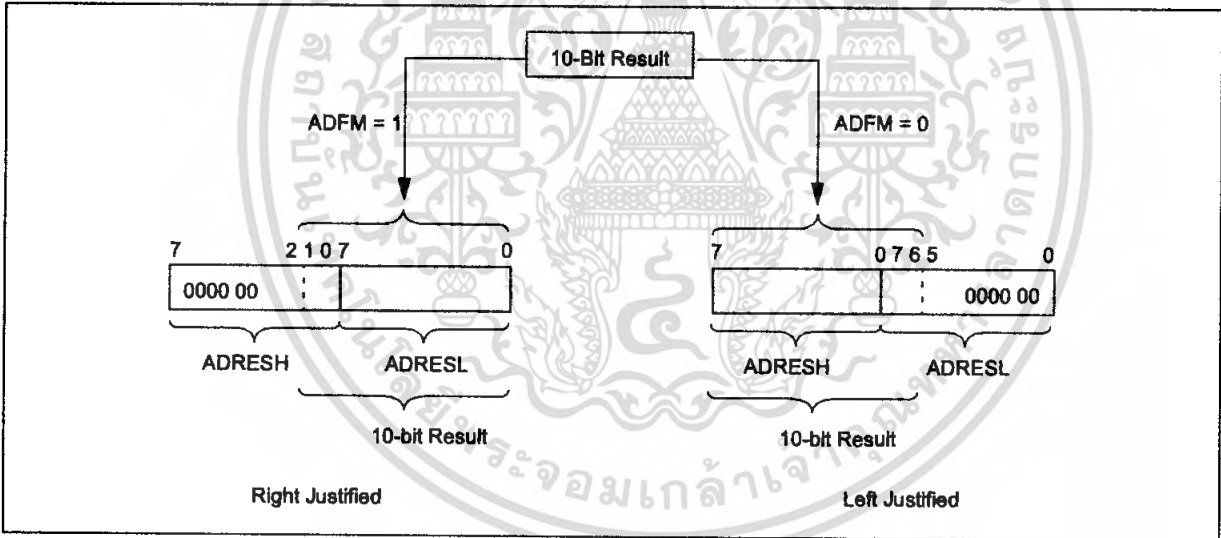 10-Bit Result
ADFM = 1
ADFM = 0
7 2 1 0 7 0
0000 00
ADRESH ADRESL
10-bit Result
Right Justified
7 0 7 6 5 0
0000 00
ADRESH ADRESL
10-bit Result
Left Justified